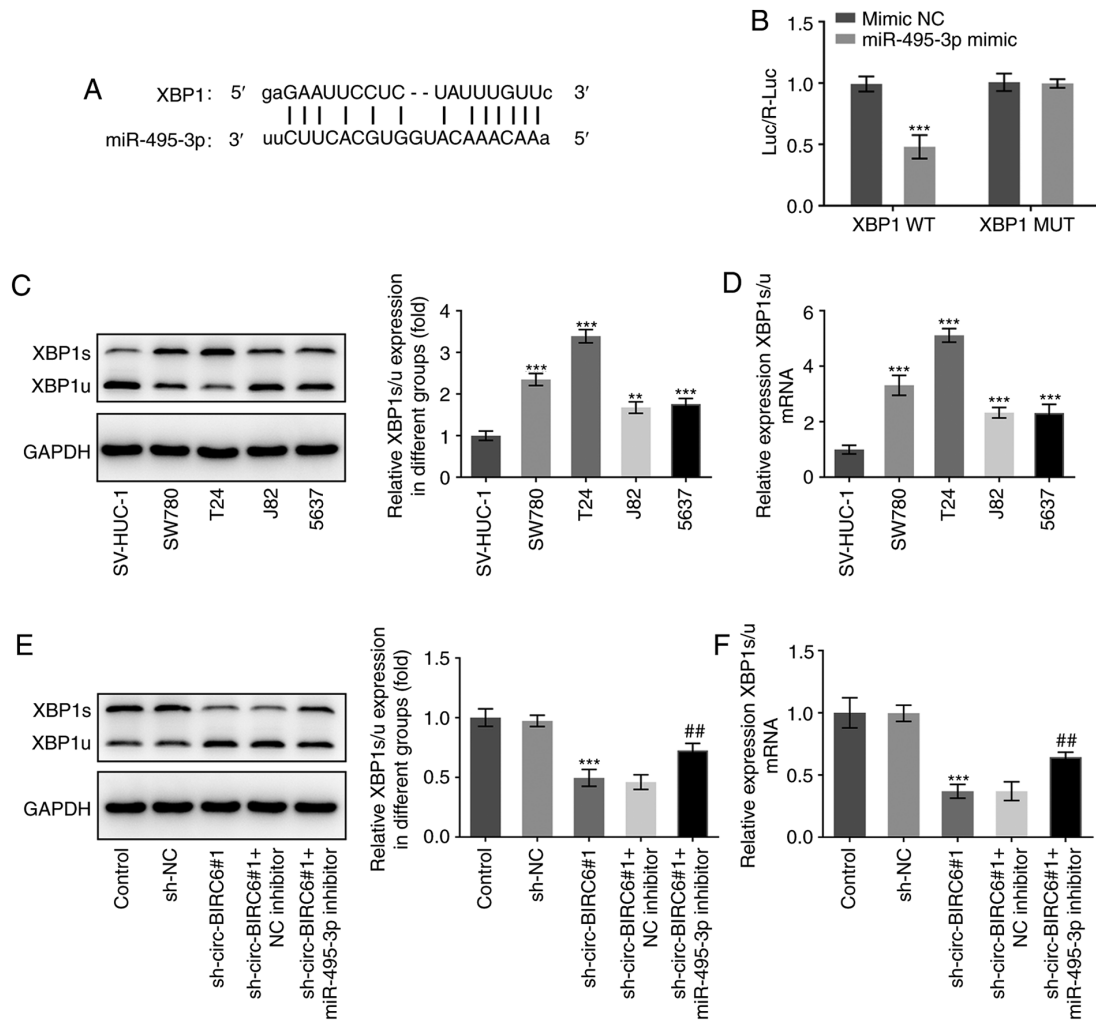 A
XBP1: 5' gaGAAUUCCUC - - UAUUUGUUc 3'
miR-495-3p: 3' uuCUUCACGUGGUACAAACAAa 5'
B
Mimic NC
miR-495-3p mimic
Luc/R-Luc
1.5
1.0
0.5
0.0
***
XBP1 WT
XBP1 MUT
C
XBP1s
XBP1u
GAPDH
SV-HUC-1
SW780
T24
J82
5637
Relative XBP1s/u expression
in different groups (fold)
4
3
2
1
0
***
***
**
***
SV-HUC-1
SW780
T24
J82
5637
D
Relative expression XBP1s/u
mRNA
6
4
2
0
***
***
***
***
SV-HUC-1
SW780
T24
J82
5637
E
XBP1s
XBP1u
GAPDH
Control
sh-NC
sh-circ-BIRC6#1
sh-circ-BIRC6#1+
NC inhibitor
sh-circ-BIRC6#1+
miR-495-3p inhibitor
Relative XBP1s/u expression
in different groups (fold)
1.5
1.0
0.5
0.0
***
##
Control
sh-NC
sh-circ-BIRC6#1
sh-circ-BIRC6#1+
NC inhibitor
sh-circ-BIRC6#1+
miR-495-3p inhibitor
F
Relative expression XBP1s/u
mRNA
1.5
1.0
0.5
0.0
***
##
Control
sh-NC
sh-circ-BIRC6#1
sh-circ-BIRC6#1+
NC inhibitor
sh-circ-BIRC6#1+
miR-495-3p inhibitor